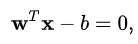 𝐰ᵀ𝐱 − b = 0,